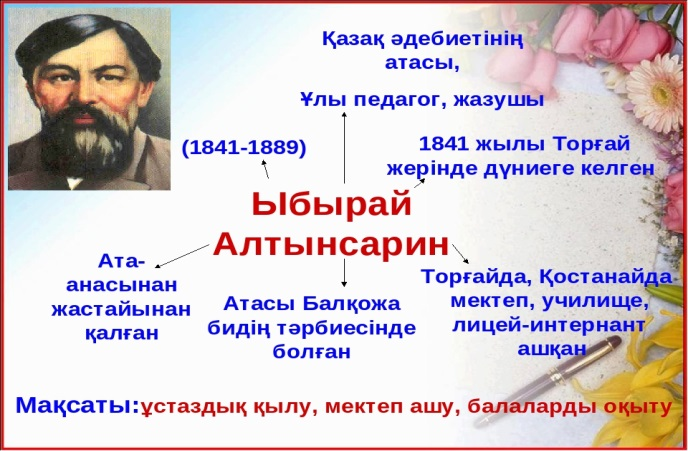 Қазақ әдебиетінің
атасы,
Ұлы педагог, жазушы
(1841-1889)
1841 жылы Торғай
жерінде дүниеге келген
Ыбырай
Алтынсарин
Ата-
анасынан
жастайынан
қалған
Атасы Балқожа
бидің тәрбиесінде
болған
Торғайда, Қостанайда
мектеп, училище,
лицей-интернант
ашқан
Мақсаты:ұстаздық қылу, мектеп ашу, балаларды оқыту